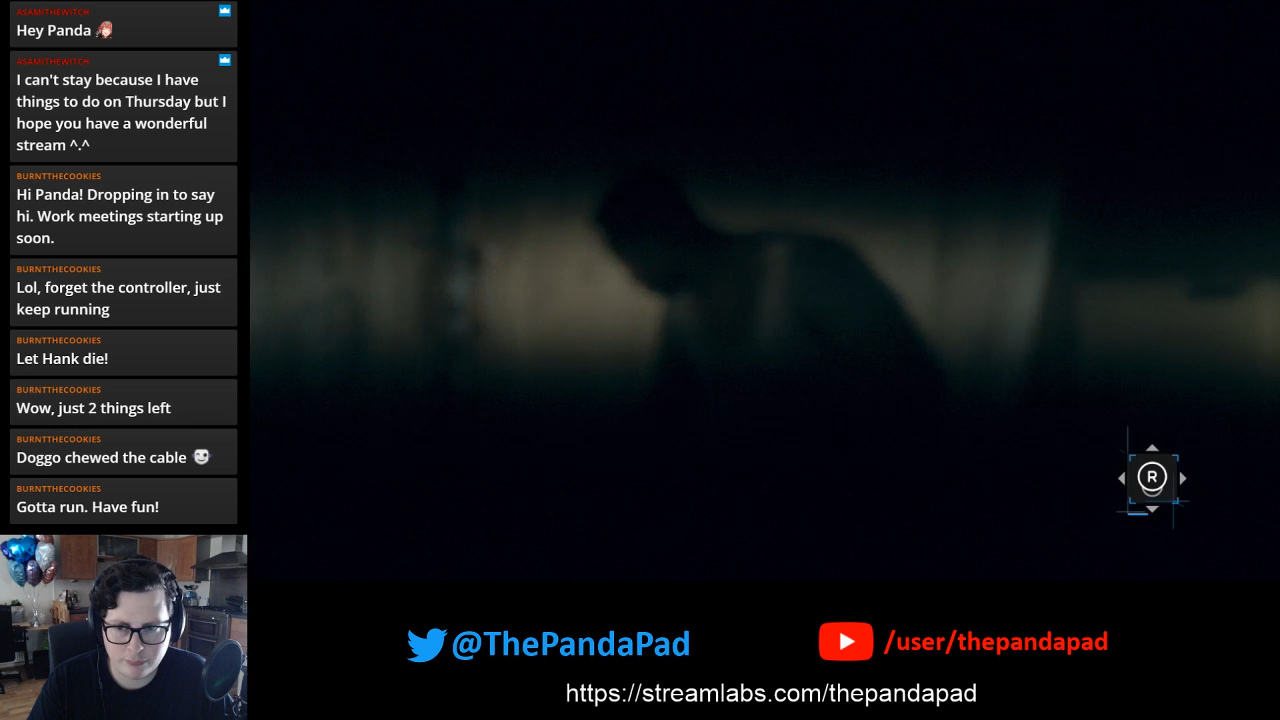 ASAMITHEWITCH
Hey Panda
ASAMITHEWITCH
I can't stay because I have
things to do on Thursday but I
hope you have a wonderful
stream ^.^
BURNTTHECOOKIES
Hi Panda! Dropping in to say
hi. Work meetings starting up
soon.
BURNTTHECOOKIES
Lol, forget the controller, just
keep running
BURNTTHECOOKIES
Let Hank die!
BURNTTHECOOKIES
Wow, just 2 things left
BURNTTHECOOKIES
Doggo chewed the cable
BURNTTHECOOKIES
Gotta run. Have fun!
R
@ThePandaPad
/user/thepandapad
https://streamlabs.com/thepandapad